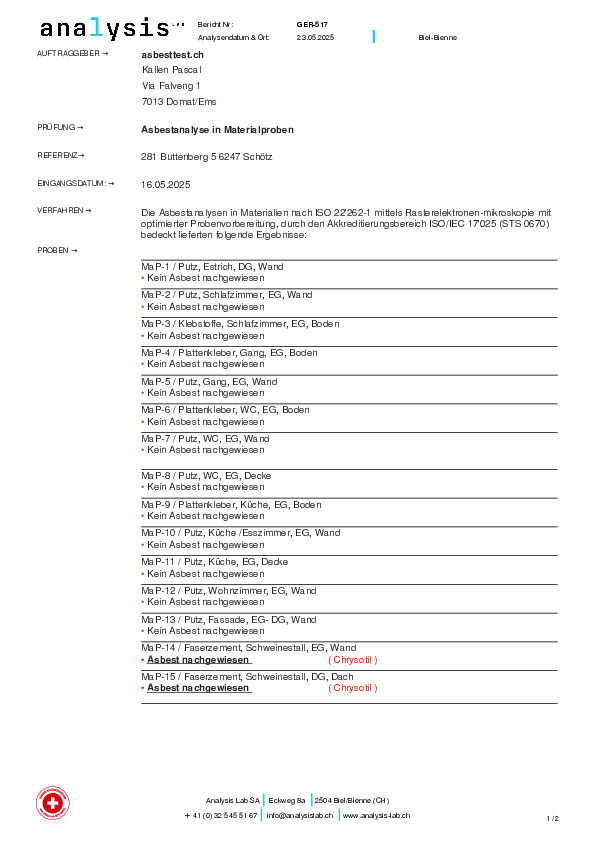 analysis
Bericht Nr: GER-517
Analysendatum & Ort: 23.05.2025 Biel-Bienne
AUFTRAGGEBER → asbesttest.ch
Kallen Pascal
Via Falveng 1
7013 Domat/Ems
PRÜFUNG → Asbestanalyse in Materialproben
REFERENZ→ 281 Buttenberg 5 6247 Schötz
EINGANGSDATUM: → 16.05.2025
VERFAHREN → Die Asbestanalysen in Materialien nach ISO 22'262-1 mittels Rasterelektronen-mikroskopie mit
optimierter Probenvorbereitung, durch den Akkreditierungsbereich ISO/IEC 17'025 (STS 0670)
bedeckt lieferten folgende Ergebnisse:
PROBEN →
MaP-1 / Putz, Estrich, DG, Wand
• Kein Asbest nachgewiesen
MaP-2 / Putz, Schlafzimmer, EG, Wand
• Kein Asbest nachgewiesen
MaP-3 / Klebstoffe, Schlafzimmer, EG, Boden
• Kein Asbest nachgewiesen
MaP-4 / Plattenkleber, Gang, EG, Boden
• Kein Asbest nachgewiesen
MaP-5 / Putz, Gang, EG, Wand
• Kein Asbest nachgewiesen
MaP-6 / Plattenkleber, WC, EG, Boden
• Kein Asbest nachgewiesen
MaP-7 / Putz, WC, EG, Wand
• Kein Asbest nachgewiesen
MaP-8 / Putz, WC, EG, Decke
• Kein Asbest nachgewiesen
MaP-9 / Plattenkleber, Küche, EG, Boden
• Kein Asbest nachgewiesen
MaP-10 / Putz, Küche /Esszimmer, EG, Wand
• Kein Asbest nachgewiesen
MaP-11 / Putz, Küche, EG, Decke
• Kein Asbest nachgewiesen
MaP-12 / Putz, Wohnzimmer, EG, Wand
• Kein Asbest nachgewiesen
MaP-13 / Putz, Fassade, EG- DG, Wand
• Kein Asbest nachgewiesen
MaP-14 / Faserzement, Schweinestall, EG, Wand
• Asbest nachgewiesen ( Chrysotil )
MaP-15 / Faserzement, Schweinestall, DG, Dach
• Asbest nachgewiesen ( Chrysotil )
Analysis Lab SA | Eckweg 8a | 2504 Biel/Bienne (CH)
+ 41 (0) 32 545 51 67 | info@analysislab.ch | www.analysis-lab.ch
1 / 2